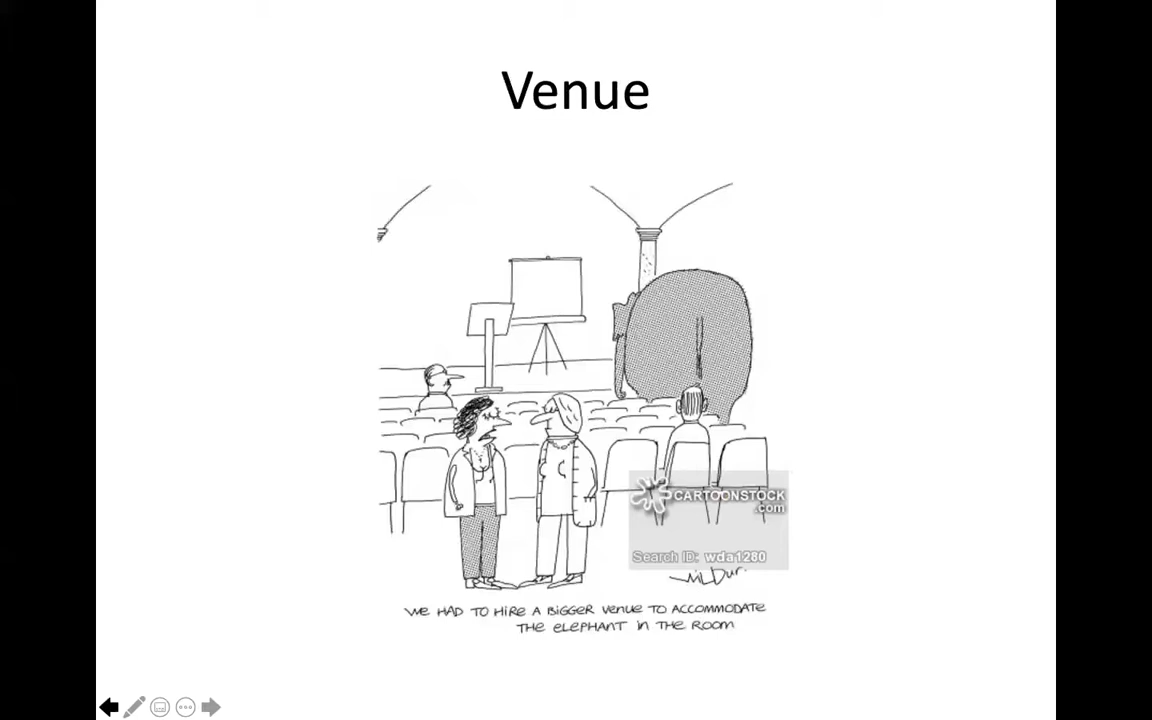 Venue
CARTOONSTOCK
.com
Search ID: wda1280
WE HAD TO HIRE A BIGGER VENUE TO ACCOMMODATE
THE ELEPHANT IN THE ROOM